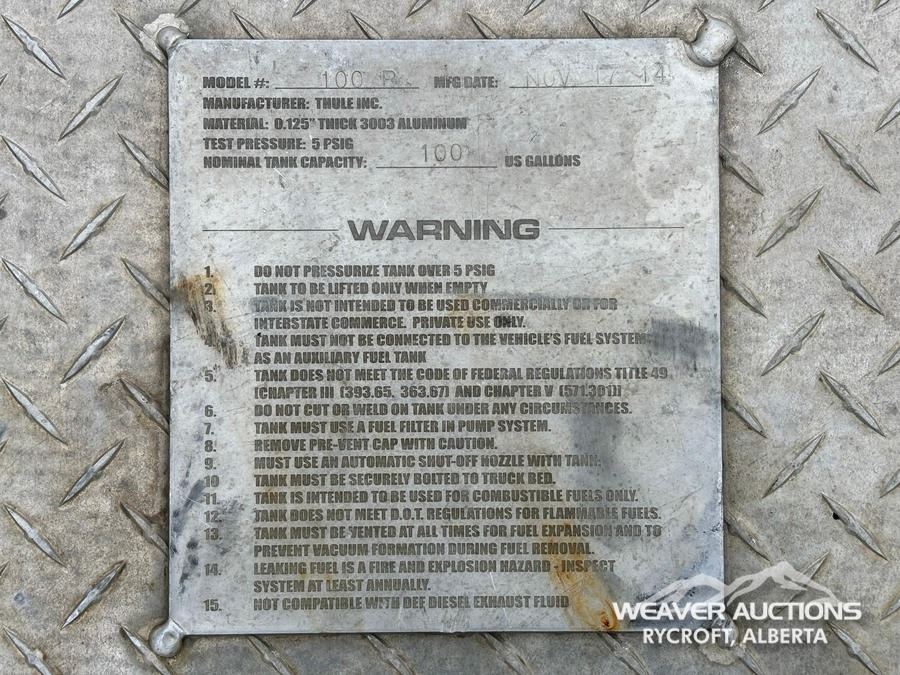 MODEL #: 100 R MFG DATE: NOV. 17 14
MANUFACTURER: THULE INC.
MATERIAL: 0.125" THICK 3003 ALUMINUM
TEST PRESSURE: 5 PSIG
NOMINAL TANK CAPACITY: 100 US GALLONS
WARNING
1. DO NOT PRESSURIZE TANK OVER 5 PSIG
2. TANK TO BE LIFTED ONLY WHEN EMPTY
3. TANK IS NOT INTENDED TO BE USED COMMERCIALLY OR FOR
INTERSTATE COMMERCE. PRIVATE USE ONLY.
4. TANK MUST NOT BE CONNECTED TO THE VEHICLE'S FUEL SYSTEM
AS AN AUXILIARY FUEL TANK
5. TANK DOES NOT MEET THE CODE OF FEDERAL REGULATIONS TITLE 49
[CHAPTER III (393.65, 363.67) AND CHAPTER V (571.301)]
6. DO NOT CUT OR WELD ON TANK UNDER ANY CIRCUMSTANCES.
7. TANK MUST USE A FUEL FILTER IN PUMP SYSTEM.
8. REMOVE PRE-VENT CAP WITH CAUTION.
9. MUST USE AN AUTOMATIC SHUT-OFF NOZZLE WITH TANK.
10 TANK MUST BE SECURELY BOLTED TO TRUCK BED.
11. TANK IS INTENDED TO BE USED FOR COMBUSTIBLE FUELS ONLY.
12. TANK DOES NOT MEET D.O.T. REGULATIONS FOR FLAMMABLE FUELS.
13. TANK MUST BE VENTED AT ALL TIMES FOR FUEL EXPANSION AND TO
PREVENT VACUUM FORMATION DURING FUEL REMOVAL.
14. LEAKING FUEL IS A FIRE AND EXPLOSION HAZARD - INSPECT
SYSTEM AT LEAST ANNUALLY.
15. NOT COMPATIBLE WITH DEF DIESEL EXHAUST FLUID
WEAVER AUCTIONS
RYCROFT, ALBERTA